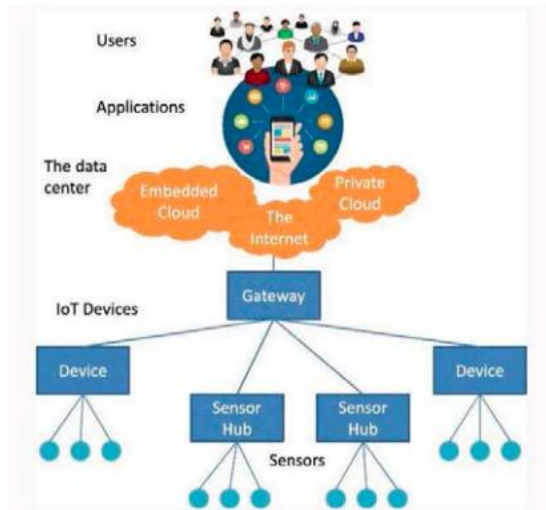 Users
Applications
The data
center
Embedded
Cloud
Private
Cloud
The
Internet
Gateway
IoT Devices
Device
Device
Sensor
Hub
Sensor
Hub
Sensors